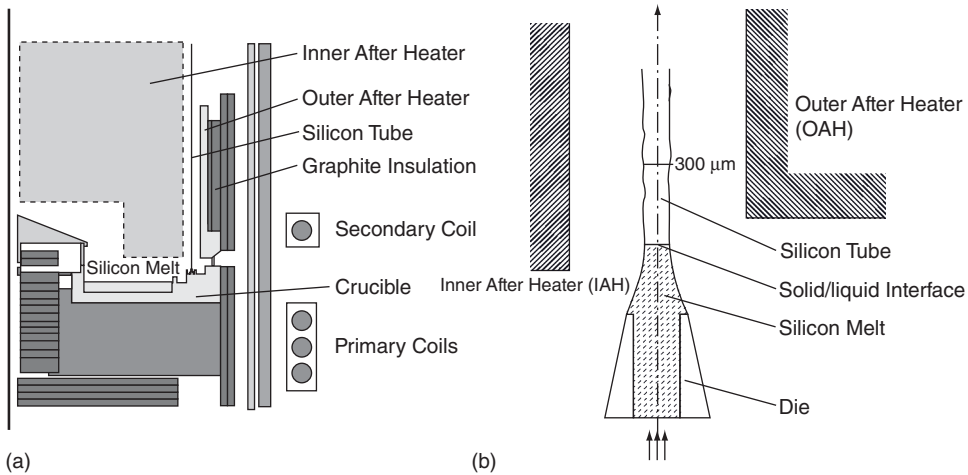 Inner After Heater
Outer After Heater
Silicon Tube
Graphite Insulation
Secondary Coil
Silicon Melt
Crucible
Primary Coils
(a)
Outer After Heater
(OAH)
300 μm
Silicon Tube
Inner After Heater (IAH)
Solid/liquid Interface
Silicon Melt
Die
(b)